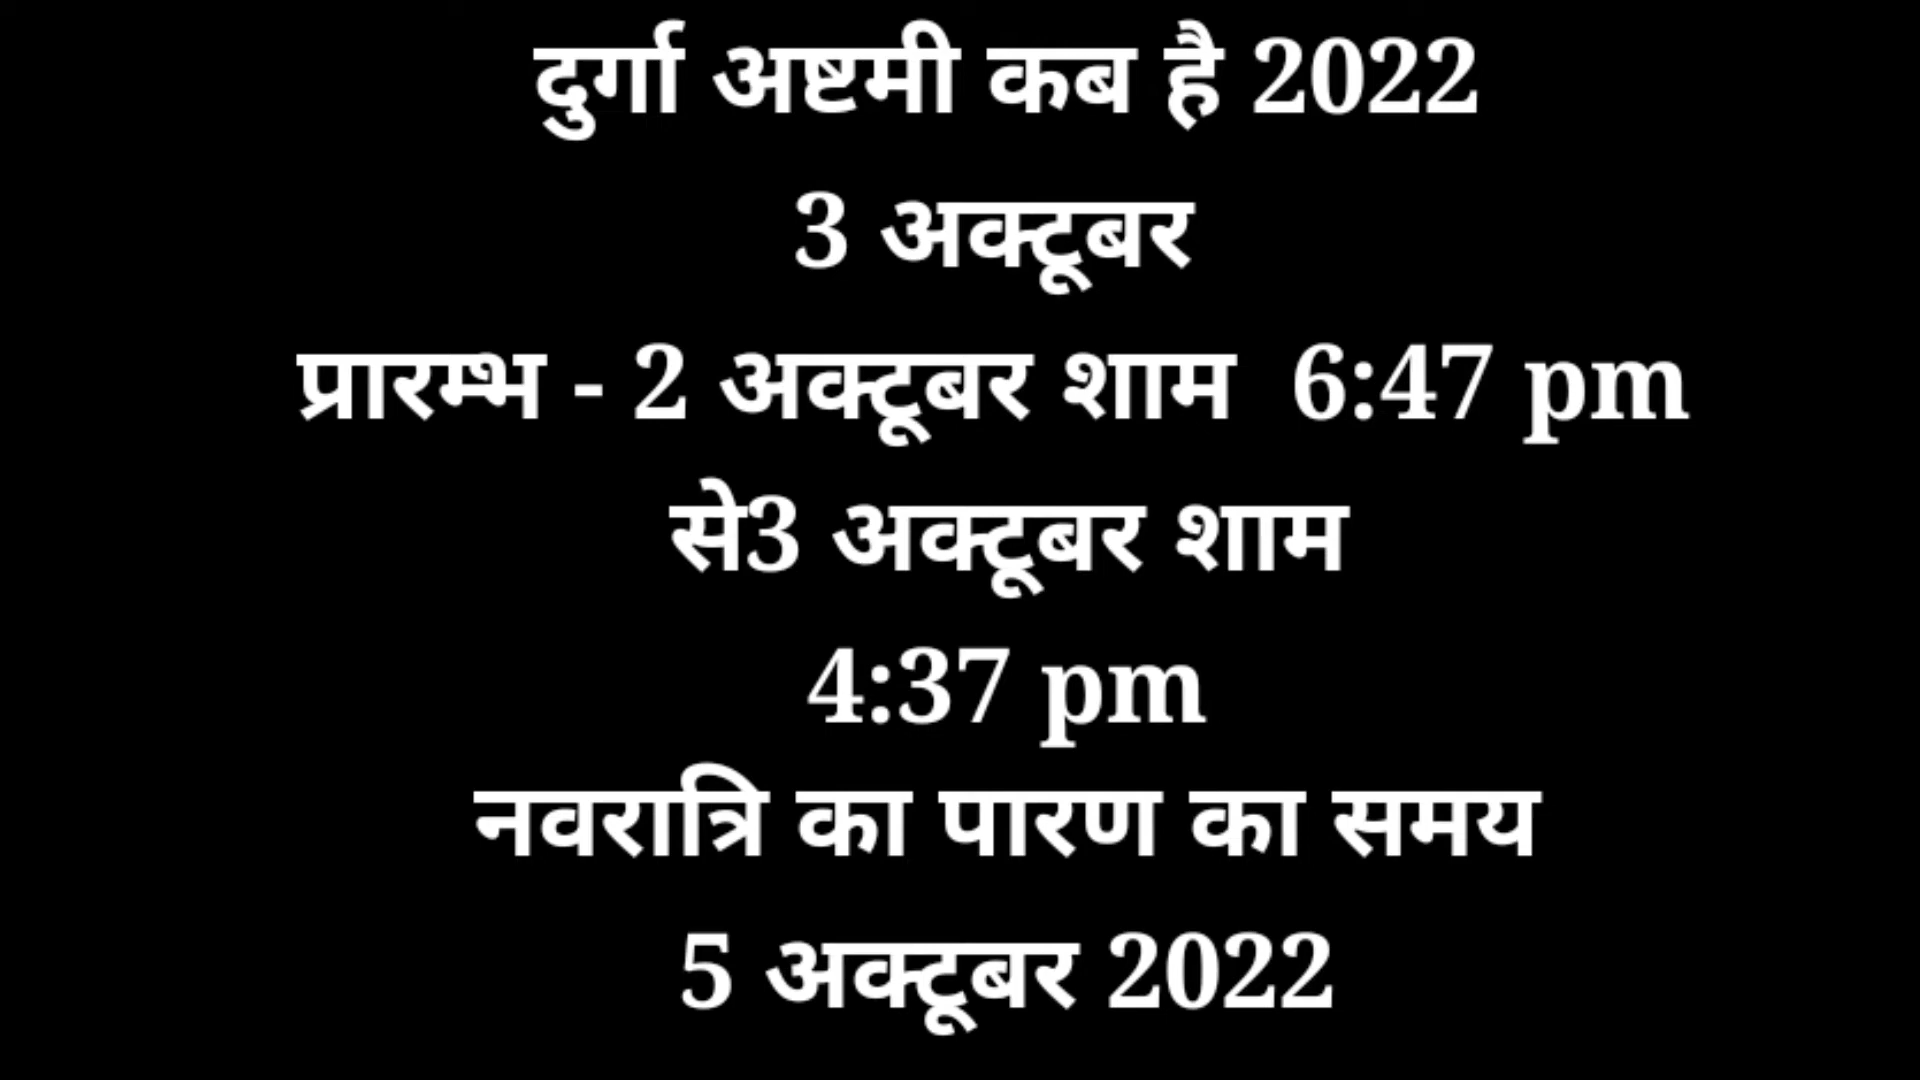 दुर्गा अष्टमी कब है 2022
3 अक्टूबर
प्रारम्भ - 2 अक्टूबर शाम 6:47 pm
से3 अक्टूबर शाम
4:37 pm
नवरात्रि का पारण का समय
5 अक्टूबर 2022